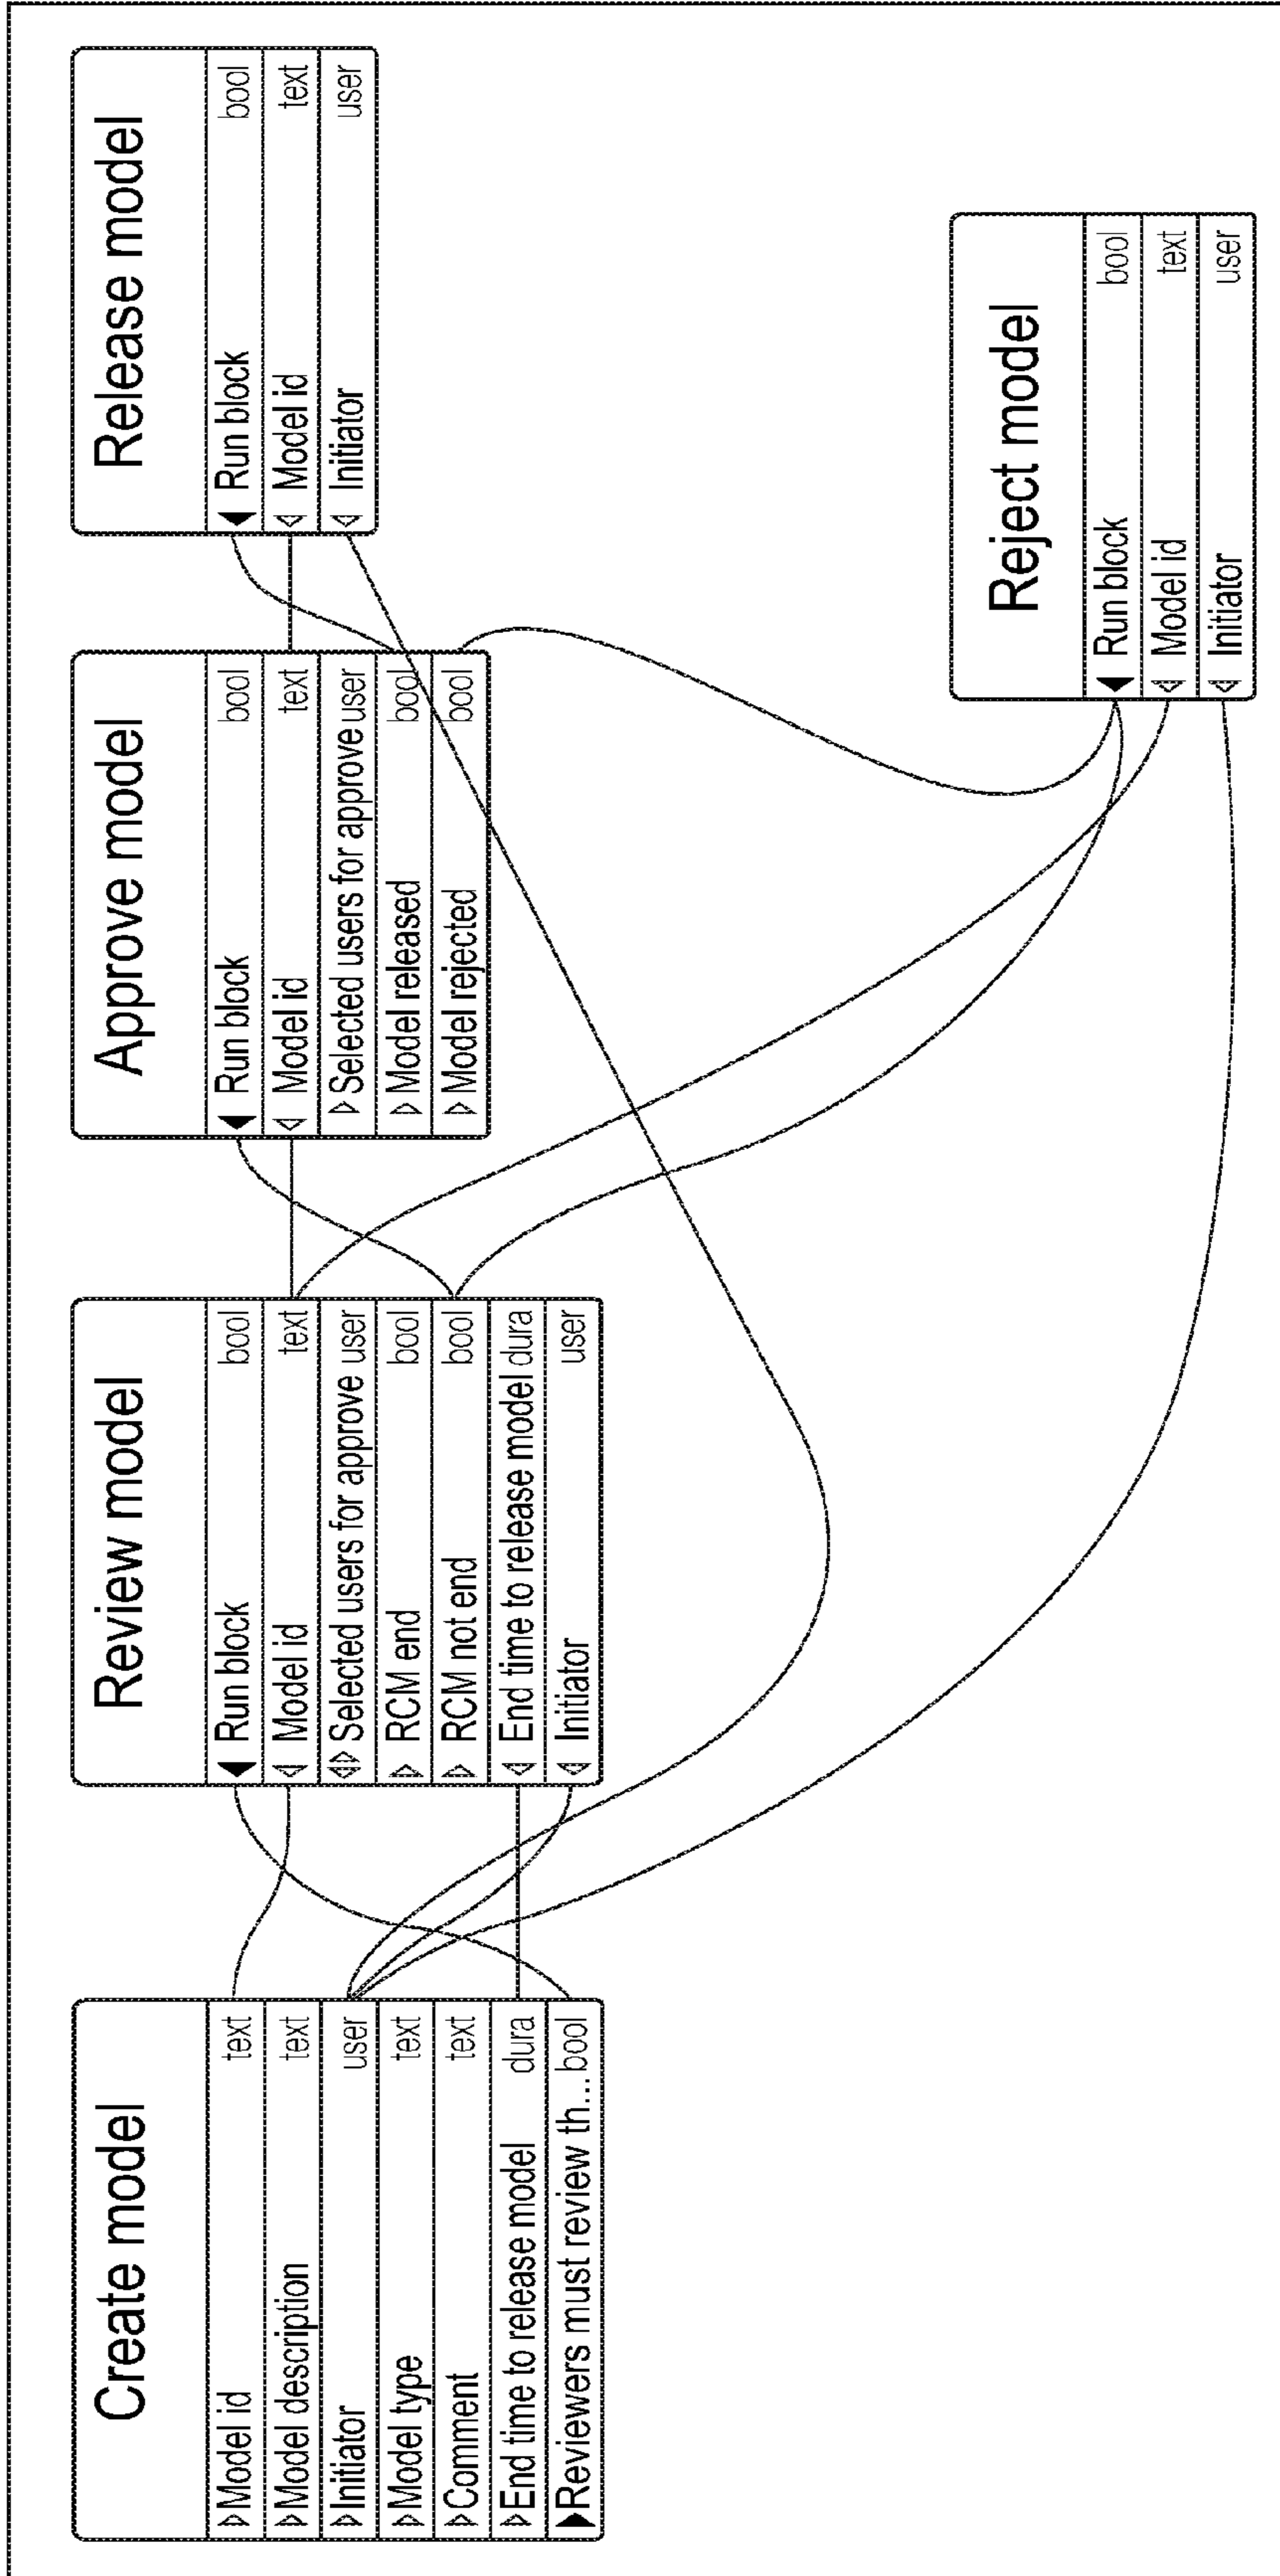 Create model
Model id text
Model description text
Initiator user
Model type text
Comment text
End time to release model dura
Reviewers must review th... bool
Review model
Run block bool
Model id text
Selected users for approve user
RCM end bool
RCM not end bool
End time to release model dura
Initiator user
Approve model
Run block bool
Model id text
Selected users for approve user
Model released bool
Model rejected bool
Release model
Run block bool
Model id text
Initiator user
Reject model
Run block bool
Model id text
Initiator user